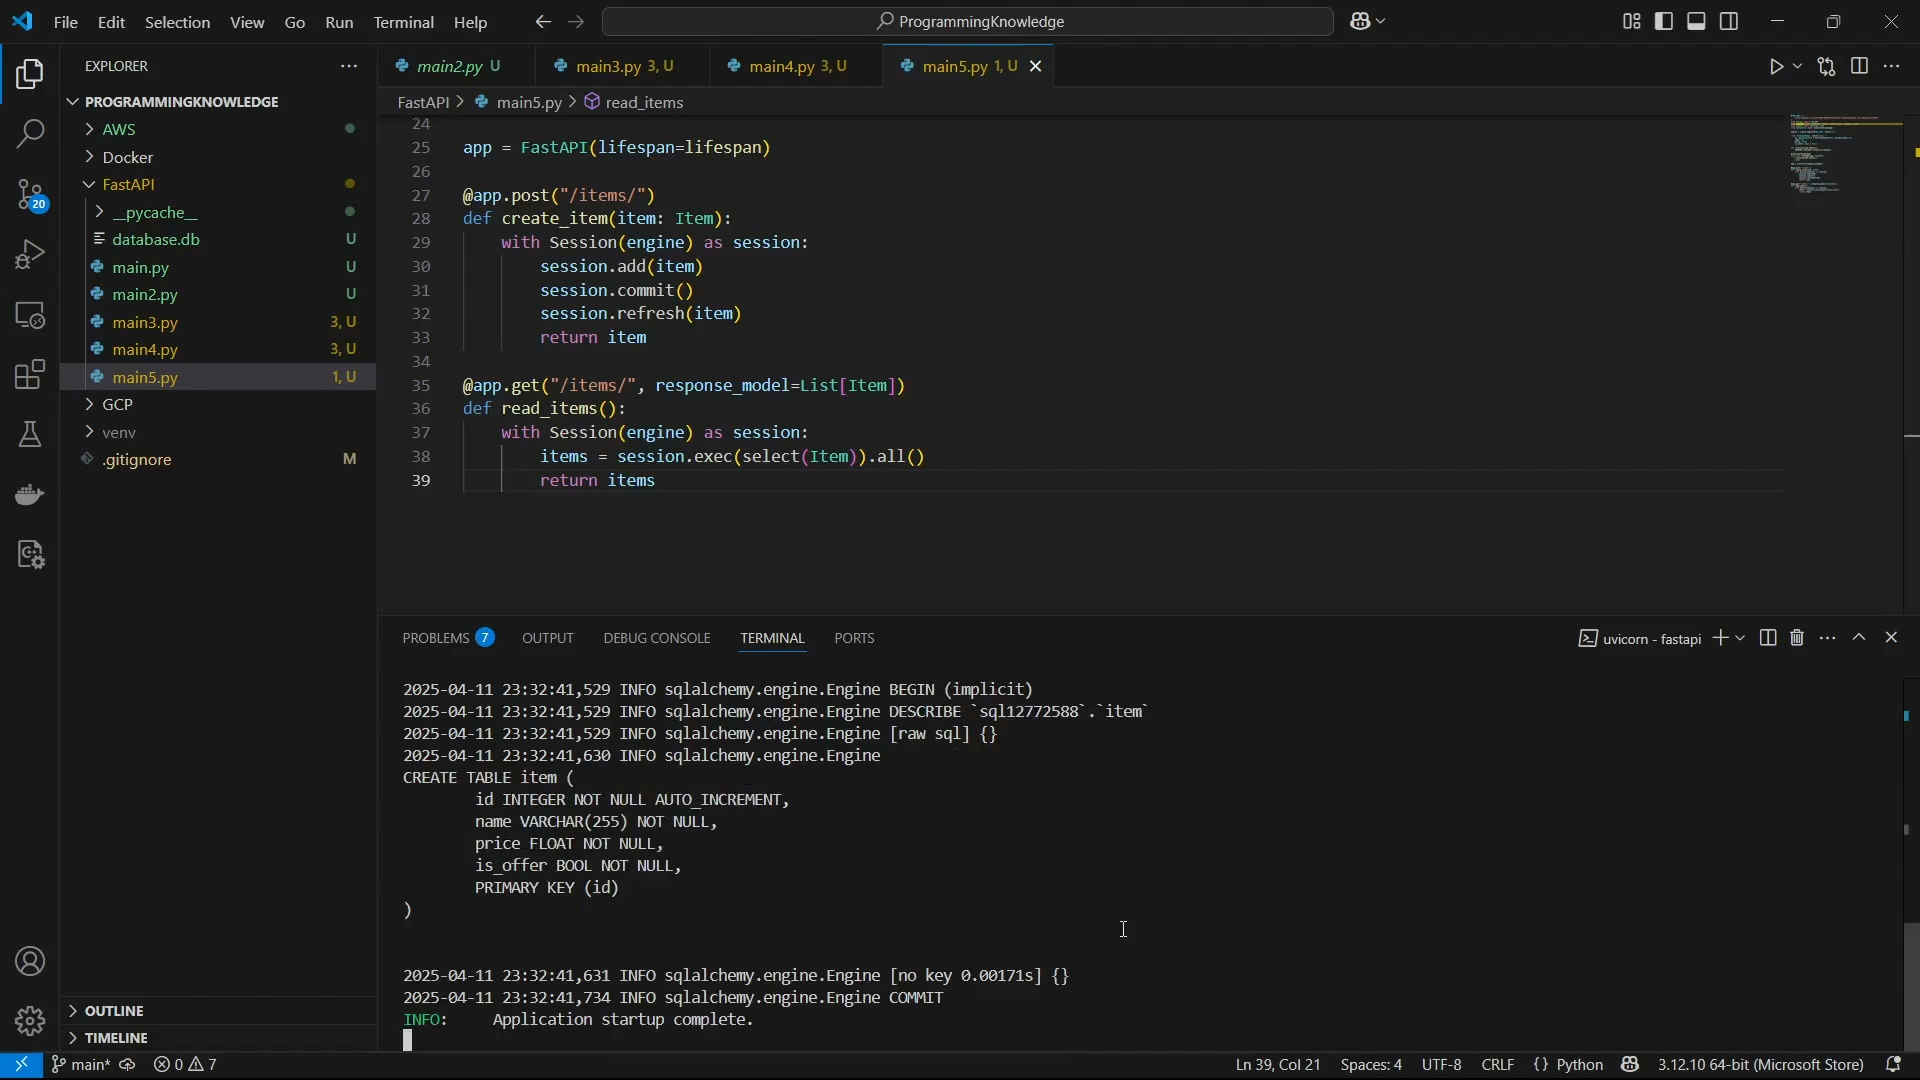 File Edit Selection View Go Run Terminal Help
ProgrammingKnowledge
EXPLORER
PROGRAMMINGKNOWLEDGE
AWS
Docker
FastAPI
__pycache__
database.db U
main.py U
main2.py U
main3.py 3, U
main4.py 3, U
main5.py 1, U
GCP
venv
.gitignore M
OUTLINE
TIMELINE
20
main2.py U
main3.py 3, U
main4.py 3, U
main5.py 1, U
FastAPI > main5.py > read_items
24
25 app = FastAPI(lifespan=lifespan)
26
27 @app.post("/items/")
28 def create_item(item: Item):
29 with Session(engine) as session:
30 session.add(item)
31 session.commit()
32 session.refresh(item)
33 return item
34
35 @app.get("/items/", response_model=List[Item])
36 def read_items():
37 with Session(engine) as session:
38 items = session.exec(select(Item)).all()
39 return items
PROBLEMS 7 OUTPUT DEBUG CONSOLE TERMINAL PORTS
uvicorn - fastapi
2025-04-11 23:32:41,529 INFO sqlalchemy.engine.Engine BEGIN (implicit)
2025-04-11 23:32:41,529 INFO sqlalchemy.engine.Engine DESCRIBE `sql12772588`.`item`
2025-04-11 23:32:41,529 INFO sqlalchemy.engine.Engine [raw sql] {}
2025-04-11 23:32:41,630 INFO sqlalchemy.engine.Engine
CREATE TABLE item (
id INTEGER NOT NULL AUTO_INCREMENT,
name VARCHAR(255) NOT NULL,
price FLOAT NOT NULL,
is_offer BOOL NOT NULL,
PRIMARY KEY (id)
)
2025-04-11 23:32:41,631 INFO sqlalchemy.engine.Engine [no key 0.00171s] {}
2025-04-11 23:32:41,734 INFO sqlalchemy.engine.Engine COMMIT
INFO: Application startup complete.
main* 0 7
Ln 39, Col 21 Spaces: 4 UTF-8 CRLF {} Python 3.12.10 64-bit (Microsoft Store)